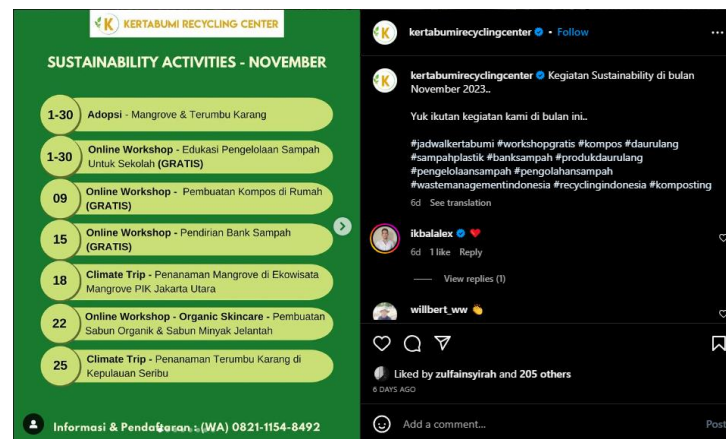 KERTABUMI RECYCLING CENTER
SUSTAINABILITY ACTIVITIES - NOVEMBER
1-30 Adopsi - Mangrove & Terumbu Karang
1-30 Online Workshop - Edukasi Pengelolaan Sampah
Untuk Sekolah (GRATIS)
09 Online Workshop - Pembuatan Kompos di Rumah
(GRATIS)
15 Online Workshop - Pendirian Bank Sampah
(GRATIS)
18 Climate Trip - Penanaman Mangrove di Ekowisata
Mangrove PIK Jakarta Utara
22 Online Workshop - Organic Skincare - Pembuatan
Sabun Organik & Sabun Minyak Jelantah
25 Climate Trip - Penanaman Terumbu Karang di
Kepulauan Seribu
Informasi & Pendaftaran : (WA) 0821-1154-8492
kertabumirecyclingcenter • Follow
kertabumirecyclingcenter Kegiatan Sustainability di bulan
November 2023..
Yuk ikutan kegiatan kami di bulan ini..
#jadwalkertabumi #workshopgratis #kompos #daurulang
#sampahplastik #banksampah #produkdaurulang
#pengelolaansampah #pengolahansampah
#wastemanagementindonesia #recyclingindonesia #komposting
6d See translation
ikbalalex ❤️
6d 1 like Reply
View replies (1)
willbert_ww 👏
Liked by zulfainsyirah and 205 others
6 DAYS AGO
Add a comment...
Post